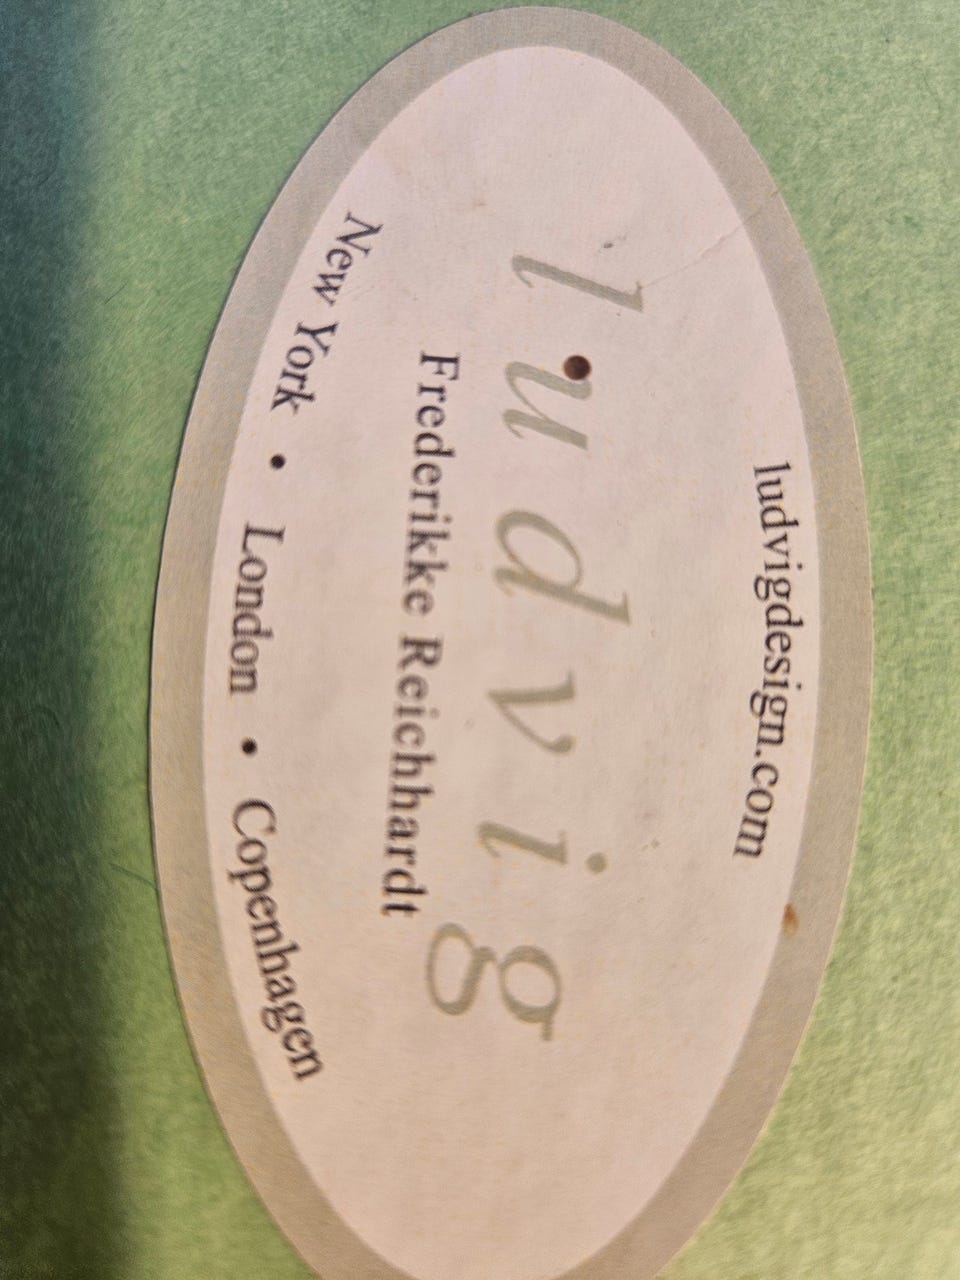 ludvigdesign.com
ludvig
Frederikke Reichhardt
New York • London • Copenhagen